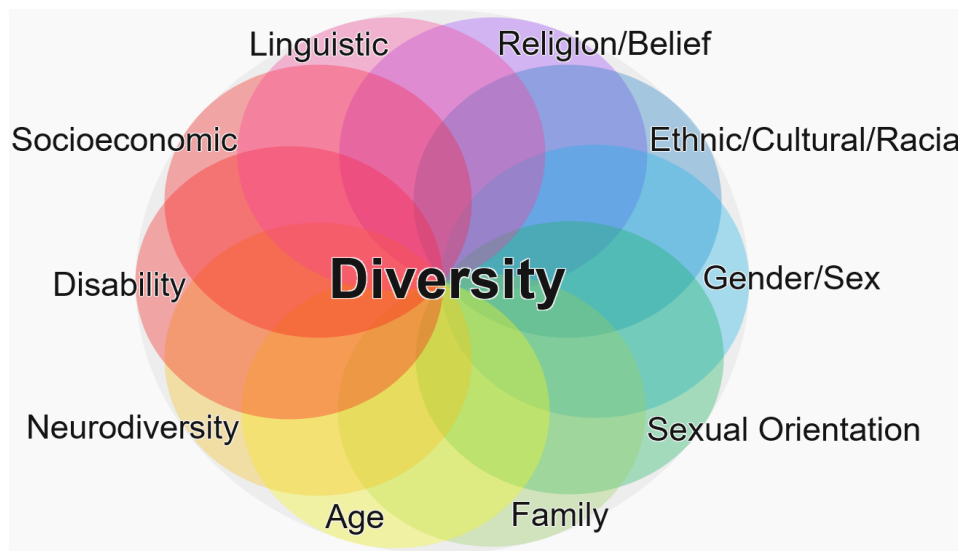 Linguistic
Religion/Belief
Socioeconomic
Ethnic/Cultural/Racia
Disability
Diversity
Gender/Sex
Neurodiversity
Sexual Orientation
Age
Family